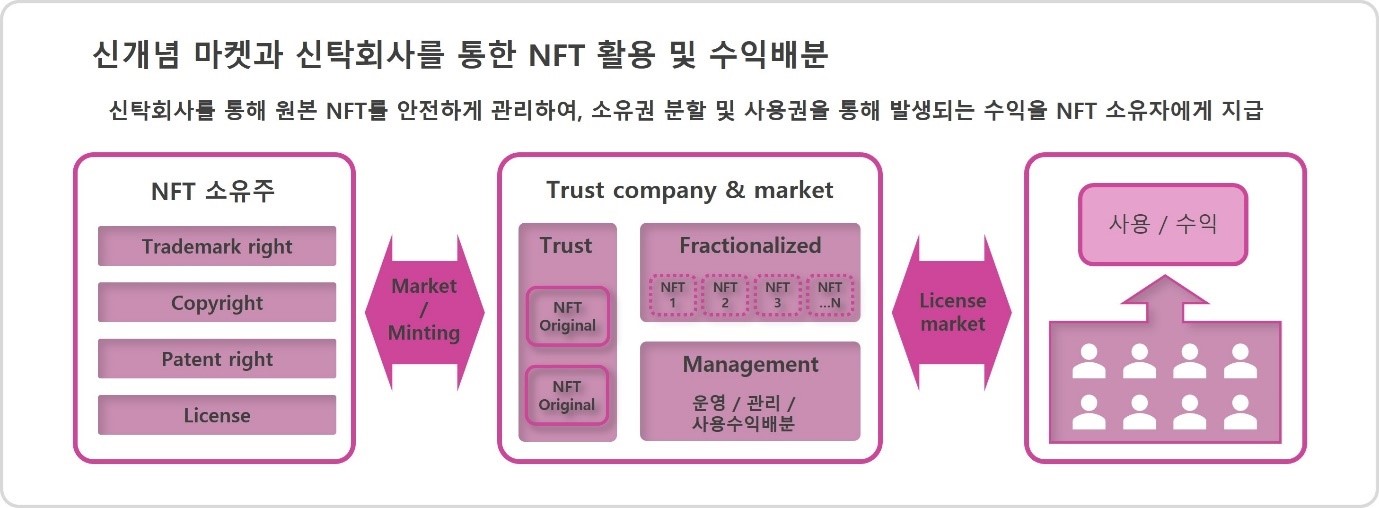 신개념 마켓과 신탁회사를 통한 NFT 활용 및 수익배분
신탁회사를 통해 원본 NFT를 안전하게 관리하여, 소유권 분할 및 사용권을 통해 발생되는 수익을 NFT 소유자에게 지급
NFT 소유주
Trademark right
Copyright
Patent right
License
Market
/
Minting
Trust company & market
Trust
NFT
Original
NFT
Original
Fractionalized
NFT
1
NFT
2
NFT
3
NFT
...N
Management
운영 / 관리 /
사용수익배분
License
market
사용 / 수익